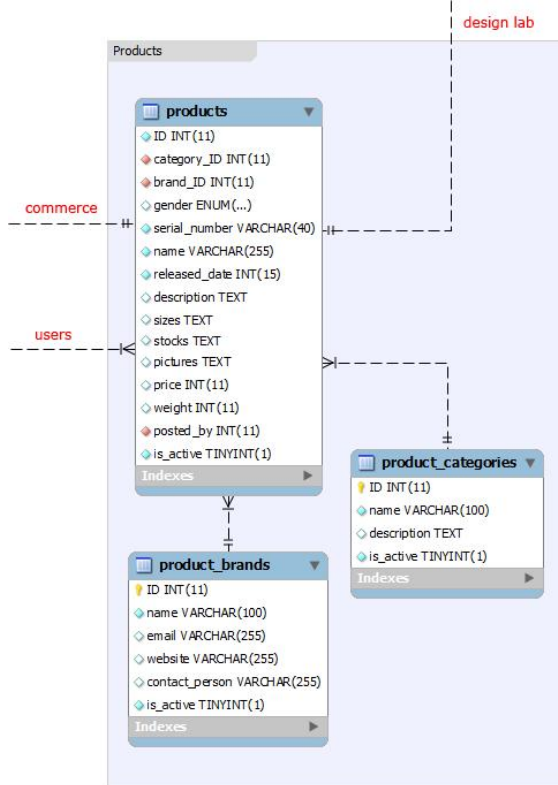 design lab
Products
products
ID INT(11)
category_ID INT(11)
brand_ID INT(11)
gender ENUM(...)
commerce
serial_number VARCHAR(40)
name VARCHAR(255)
released_date INT(15)
description TEXT
sizes TEXT
users
stocks TEXT
pictures TEXT
price INT(11)
weight INT(11)
posted_by INT(11)
is_active TINYINT(1)
Indexes
product_categories
ID INT(11)
name VARCHAR(100)
description TEXT
is_active TINYINT(1)
Indexes
product_brands
ID INT(11)
name VARCHAR(100)
email VARCHAR(255)
website VARCHAR(255)
contact_person VARCHAR(255)
is_active TINYINT(1)
Indexes